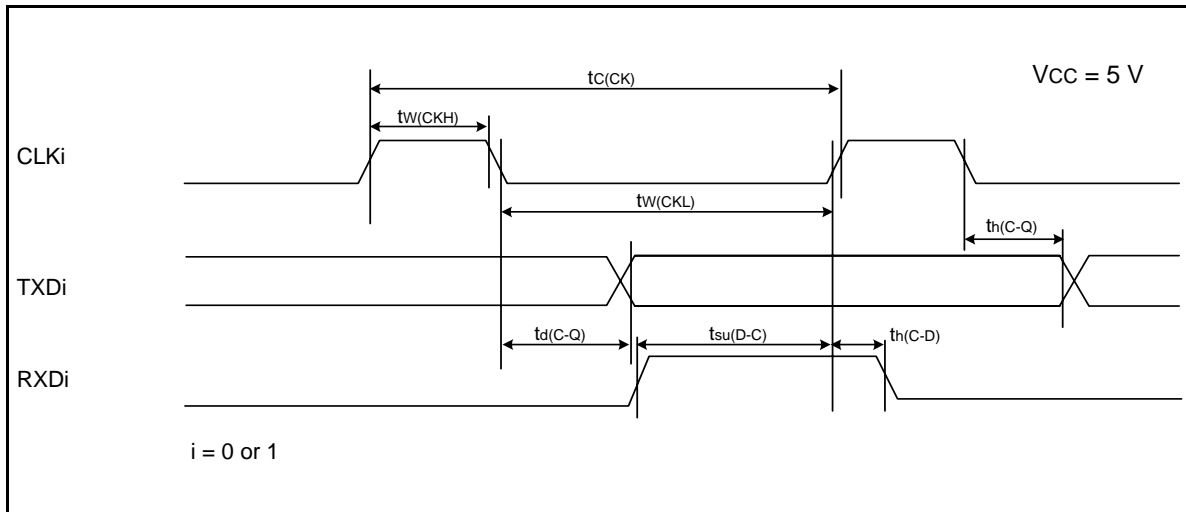 tC(CK)
VCC = 5 V
tW(CKH)
CLKi
tW(CKL)
th(C-Q)
TXDi
td(C-Q)
tsu(D-C)
th(C-D)
RXDi
i = 0 or 1